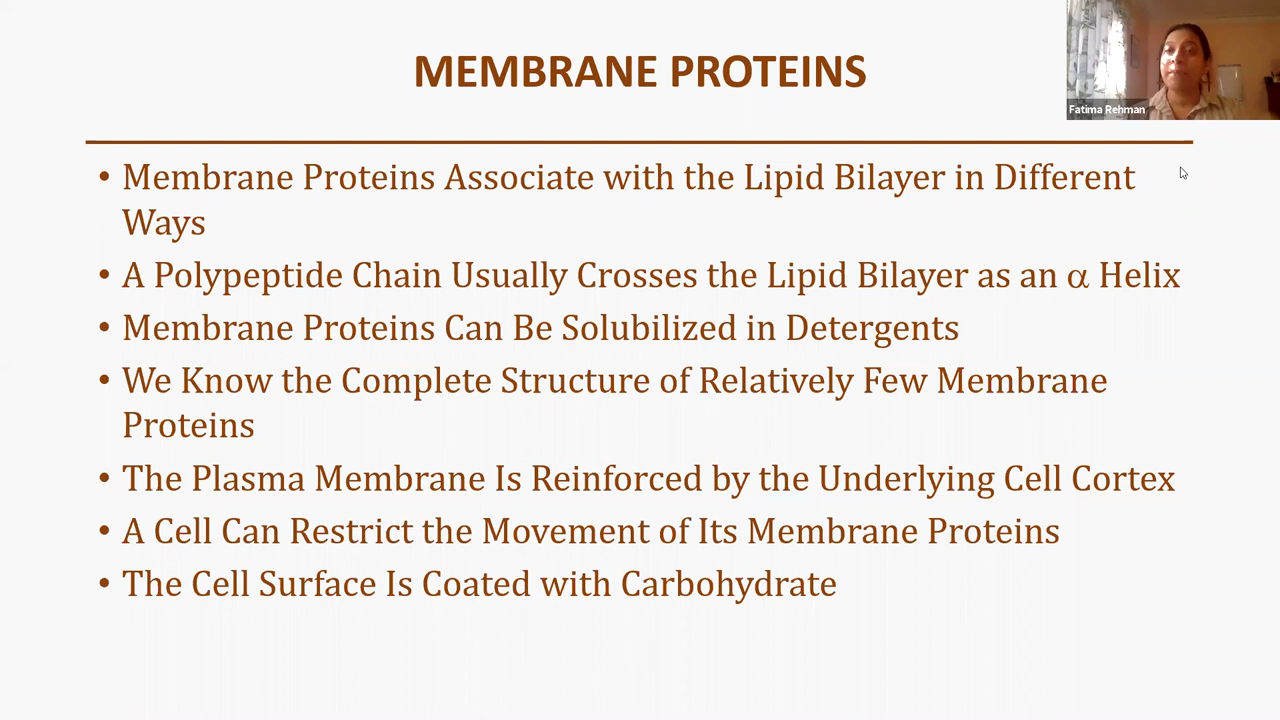 MEMBRANE PROTEINS
Fatima Rehman
• Membrane Proteins Associate with the Lipid Bilayer in Different
Ways
• A Polypeptide Chain Usually Crosses the Lipid Bilayer as an α Helix
• Membrane Proteins Can Be Solubilized in Detergents
• We Know the Complete Structure of Relatively Few Membrane
Proteins
• The Plasma Membrane Is Reinforced by the Underlying Cell Cortex
• A Cell Can Restrict the Movement of Its Membrane Proteins
• The Cell Surface Is Coated with Carbohydrate